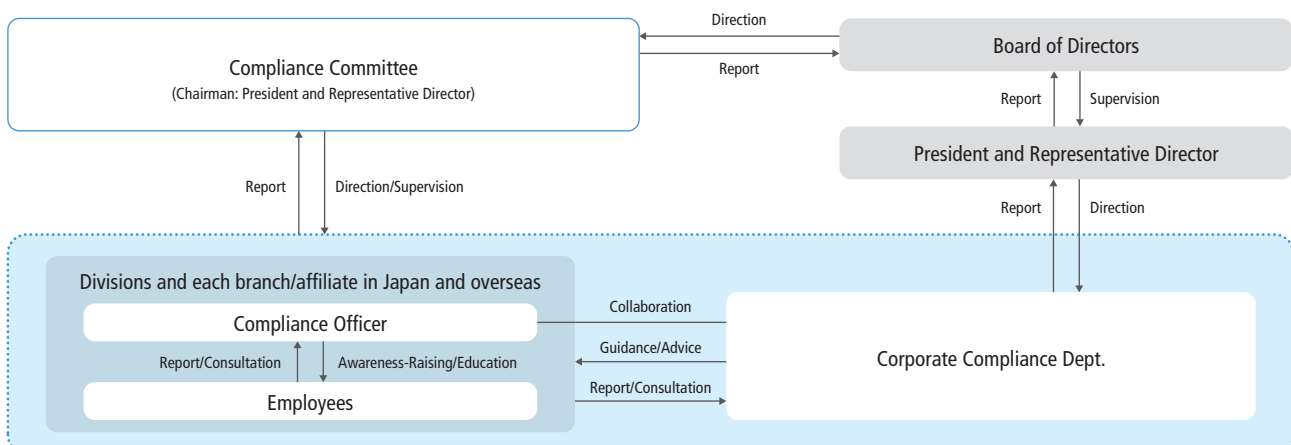 Direction
Compliance Committee
(Chairman: President and Representative Director)
Report
Board of Directors
Report
Supervision
President and Representative Director
Report
Direction/Supervision
Report
Direction
Divisions and each branch/affiliate in Japan and overseas
Compliance Officer
Collaboration
Report/Consultation
Awareness-Raising/Education
Guidance/Advice
Corporate Compliance Dept.
Employees
Report/Consultation